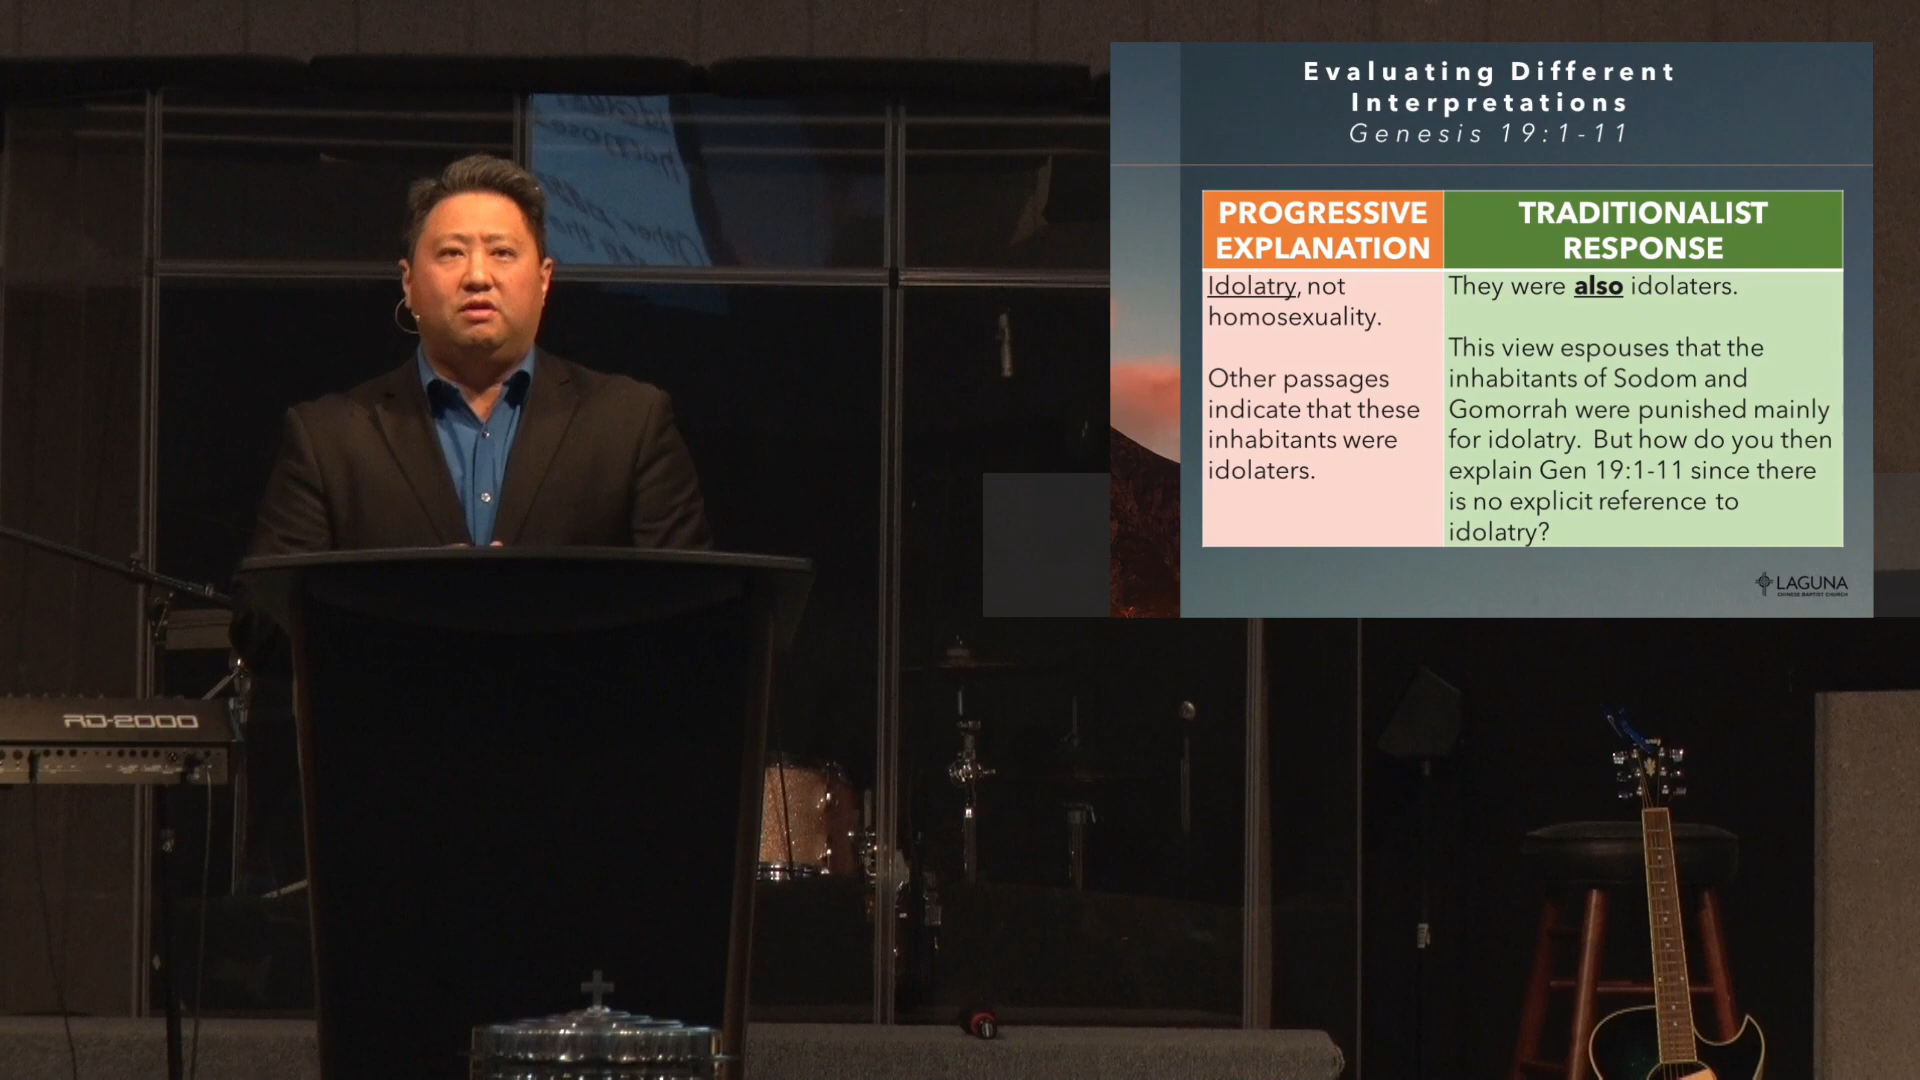 Evaluating Different
Interpretations
Genesis 19:1-11
PROGRESSIVE
EXPLANATION
Idolatry, not
homosexuality.
Other passages
indicate that these
inhabitants were
idolaters.
TRADITIONALIST
RESPONSE
They were also idolaters.
This view espouses that the
inhabitants of Sodom and
Gomorrah were punished mainly
for idolatry. But how do you then
explain Gen 19:1-11 since there
is no explicit reference to
idolatry?
LAGUNA
CHINESE BAPTIST CHURCH
RD-2000